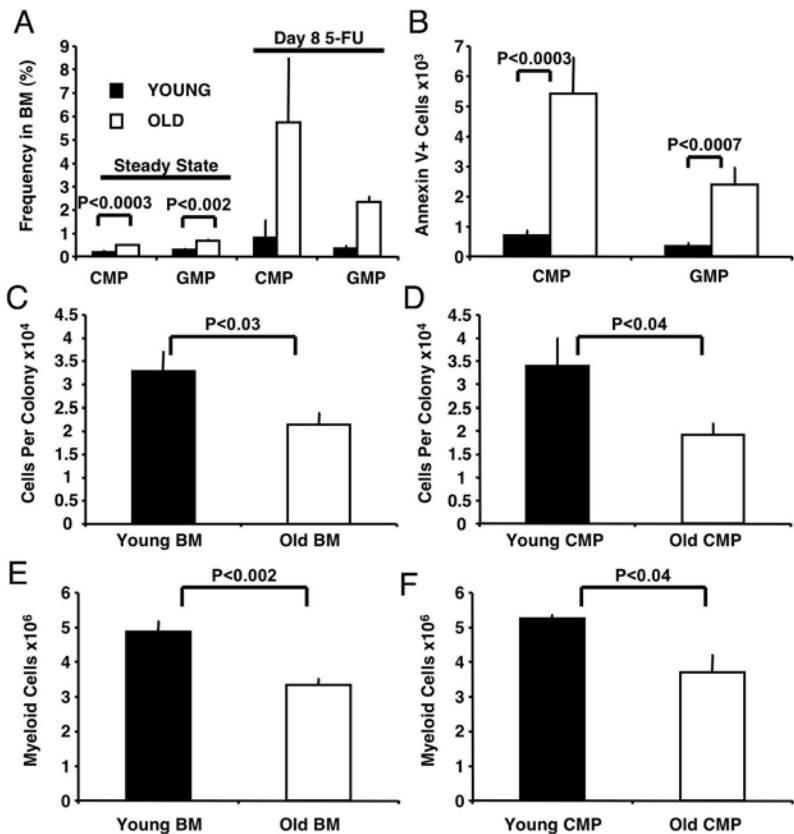 A
Frequency in BM (%)
9
8
7
6
5
4
3
2
1
0
Day 8 5-FU
YOUNG
OLD
Steady State
P<0.0003
P<0.002
CMP
GMP
CMP
GMP
B
Annexin V+ Cells x10³
7
6
5
4
3
2
1
0
P<0.0003
P<0.0007
CMP
GMP
C
Cells Per Colony x10⁴
4.5
4
3.5
3
2.5
2
1.5
1
0.5
0
P<0.03
Young BM
Old BM
D
Cells Per Colony x10⁴
4.5
4
3.5
3
2.5
2
1.5
1
0.5
0
P<0.04
Young CMP
Old CMP
E
Myeloid Cells x10⁶
6
5
4
3
2
1
0
P<0.002
Young BM
Old BM
F
Myeloid Cells x10⁶
6
5
4
3
2
1
0
P<0.04
Young CMP
Old CMP